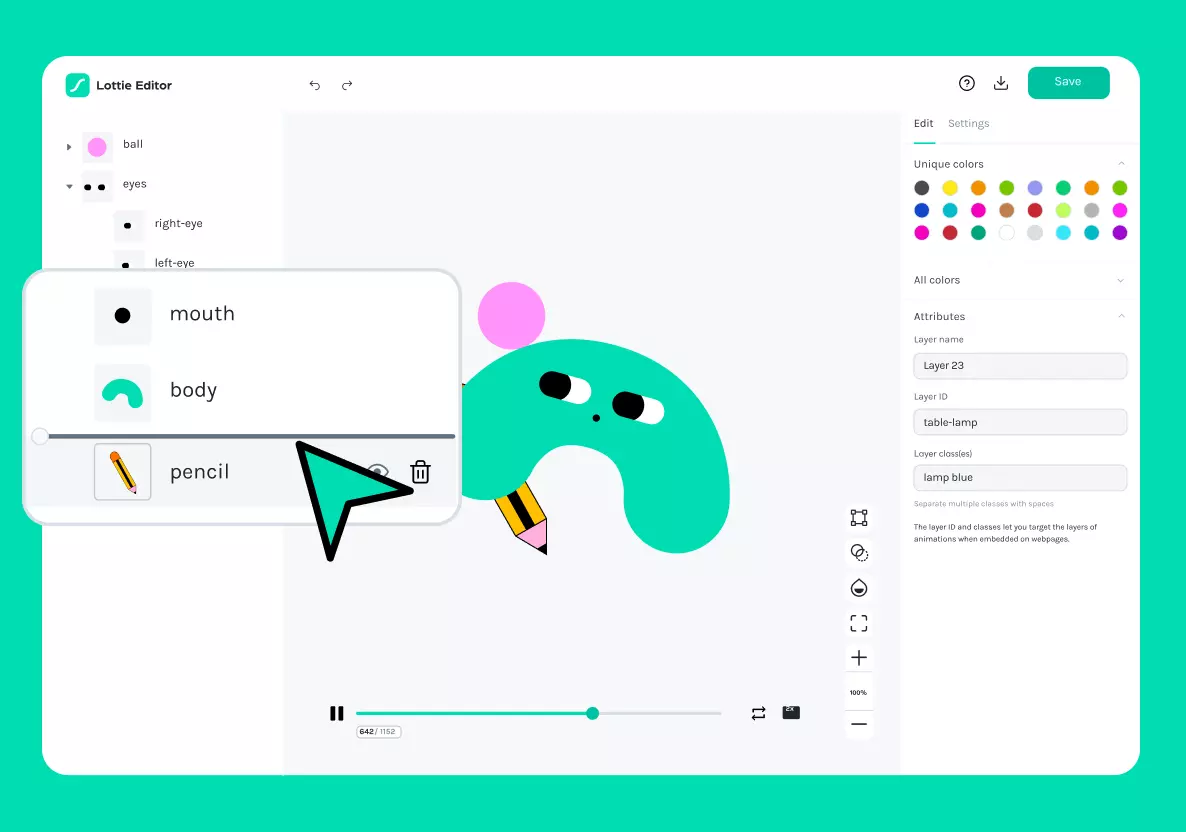 Lottie Editor
Save
ball
eyes
right-eye
left-eye
mouth
body
pencil
642 / 1152
2X
100%
Edit Settings
Unique colors
All colors
Attributes
Layer name
Layer 23
Layer ID
table-lamp
Loyer closs(es)
lamp blue
Separate multiple classes with spaces
The layer ID and classes let you target the layers of
animations when embedded on webpages.